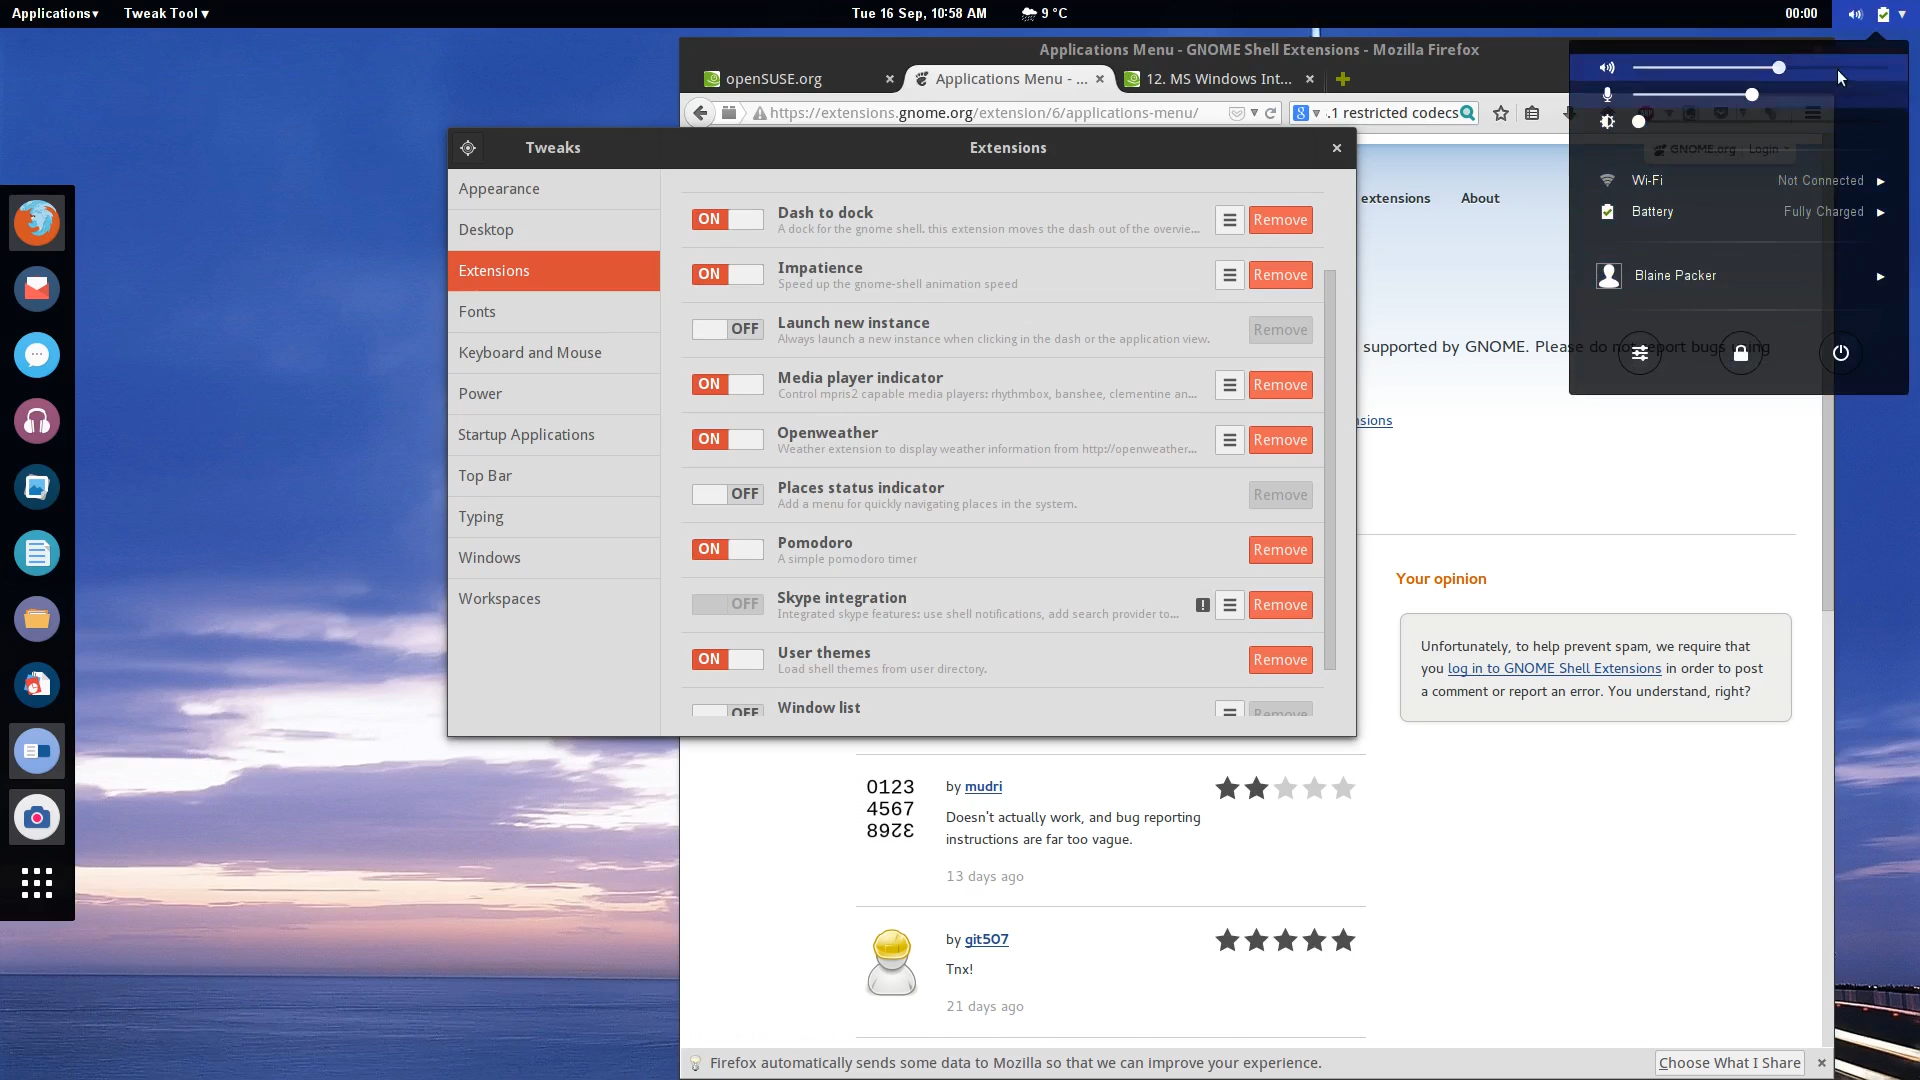 Applications▾ Tweak Tool ▾ Tue 16 Sep, 10:58 AM 9 °C 00:00
Applications Menu - GNOME Shell Extensions - Mozilla Firefox
openSUSE.org Applications Menu - ... 12. MS Windows Int...
https://extensions.gnome.org/extension/6/applications-menu/ .1 restricted codecs
GNOME.org Login
extensions About
supported by GNOME. Please do not report bugs using
nsions
Tweaks Extensions
Appearance
Desktop
Extensions
Fonts
Keyboard and Mouse
Power
Startup Applications
Top Bar
Typing
Windows
Workspaces
ON Dash to dock Remove
A dock for the gnome shell. this extension moves the dash out of the overvie...
ON Impatience Remove
Speed up the gnome-shell animation speed
OFF Launch new instance Remove
Always launch a new instance when clicking in the dash or the application view.
ON Media player indicator Remove
Control mpris2 capable media players: rhythmbox, banshee, clementine an...
ON Openweather Remove
Weather extension to display weather information from http://openweather...
OFF Places status indicator Remove
Add a menu for quickly navigating places in the system.
ON Pomodoro Remove
A simple pomodoro timer
OFF Skype integration ! Remove
Integrated skype features: use shell notifications, add search provider to...
ON User themes Remove
Load shell themes from user directory.
OFF Window list Remove
Wi-Fi Not Connected
Battery Fully Charged
Blaine Packer
Your opinion
Unfortunately, to help prevent spam, we require that
you log in to GNOME Shell Extensions in order to post
a comment or report an error. You understand, right?
0123
4567
89
by mudri
Doesn't actually work, and bug reporting
instructions are far too vague.
13 days ago
by git507
Tnx!
21 days ago
Firefox automatically sends some data to Mozilla so that we can improve your experience. Choose What I Share